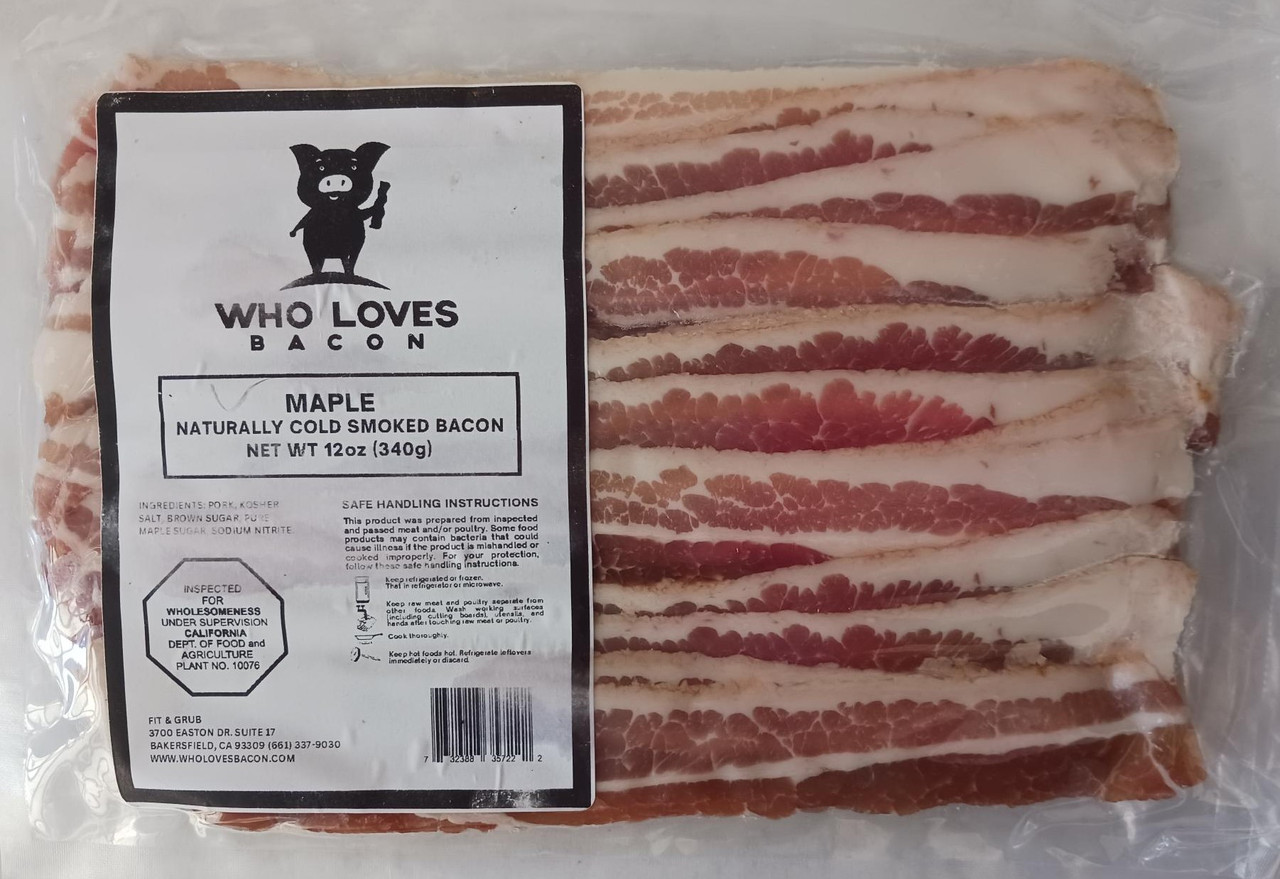 WHO LOVES
BACON
MAPLE
NATURALLY COLD SMOKED BACON
NET WT 12oz (340g)
INGREDIENTS: PORK, KOSHER
SALT, BROWN SUGAR, PURE
MAPLE SUGAR, SODIUM NITRITE.
SAFE HANDLING INSTRUCTIONS
This product was prepared from inspected
and passed meat and/or poultry. Some food
products may contain bacteria that could
cause illness if the product is mishandled or
cooked improperly. For your protection,
follow these safe handling instructions.
Keep refrigerated or frozen.
That in refrigerator or microwave.
Keep raw meat and poultry separate from
other foods. Wash working surfaces
(including cutting boards), utensils, and
hands after touching raw meat or poultry.
Cook thoroughly.
Keep hot foods hot. Refrigerate leftovers
immediately or discard.
INSPECTED
FOR
WHOLESOMENESS
UNDER SUPERVISION
CALIFORNIA
DEPT. OF FOOD and
AGRICULTURE
PLANT NO. 10076
FIT & GRUB
3700 EASTON DR. SUITE 17
BAKERSFIELD, CA 93309 (661) 337-9030
WWW.WHOLOVESBACON.COM
7 32388 35722 2